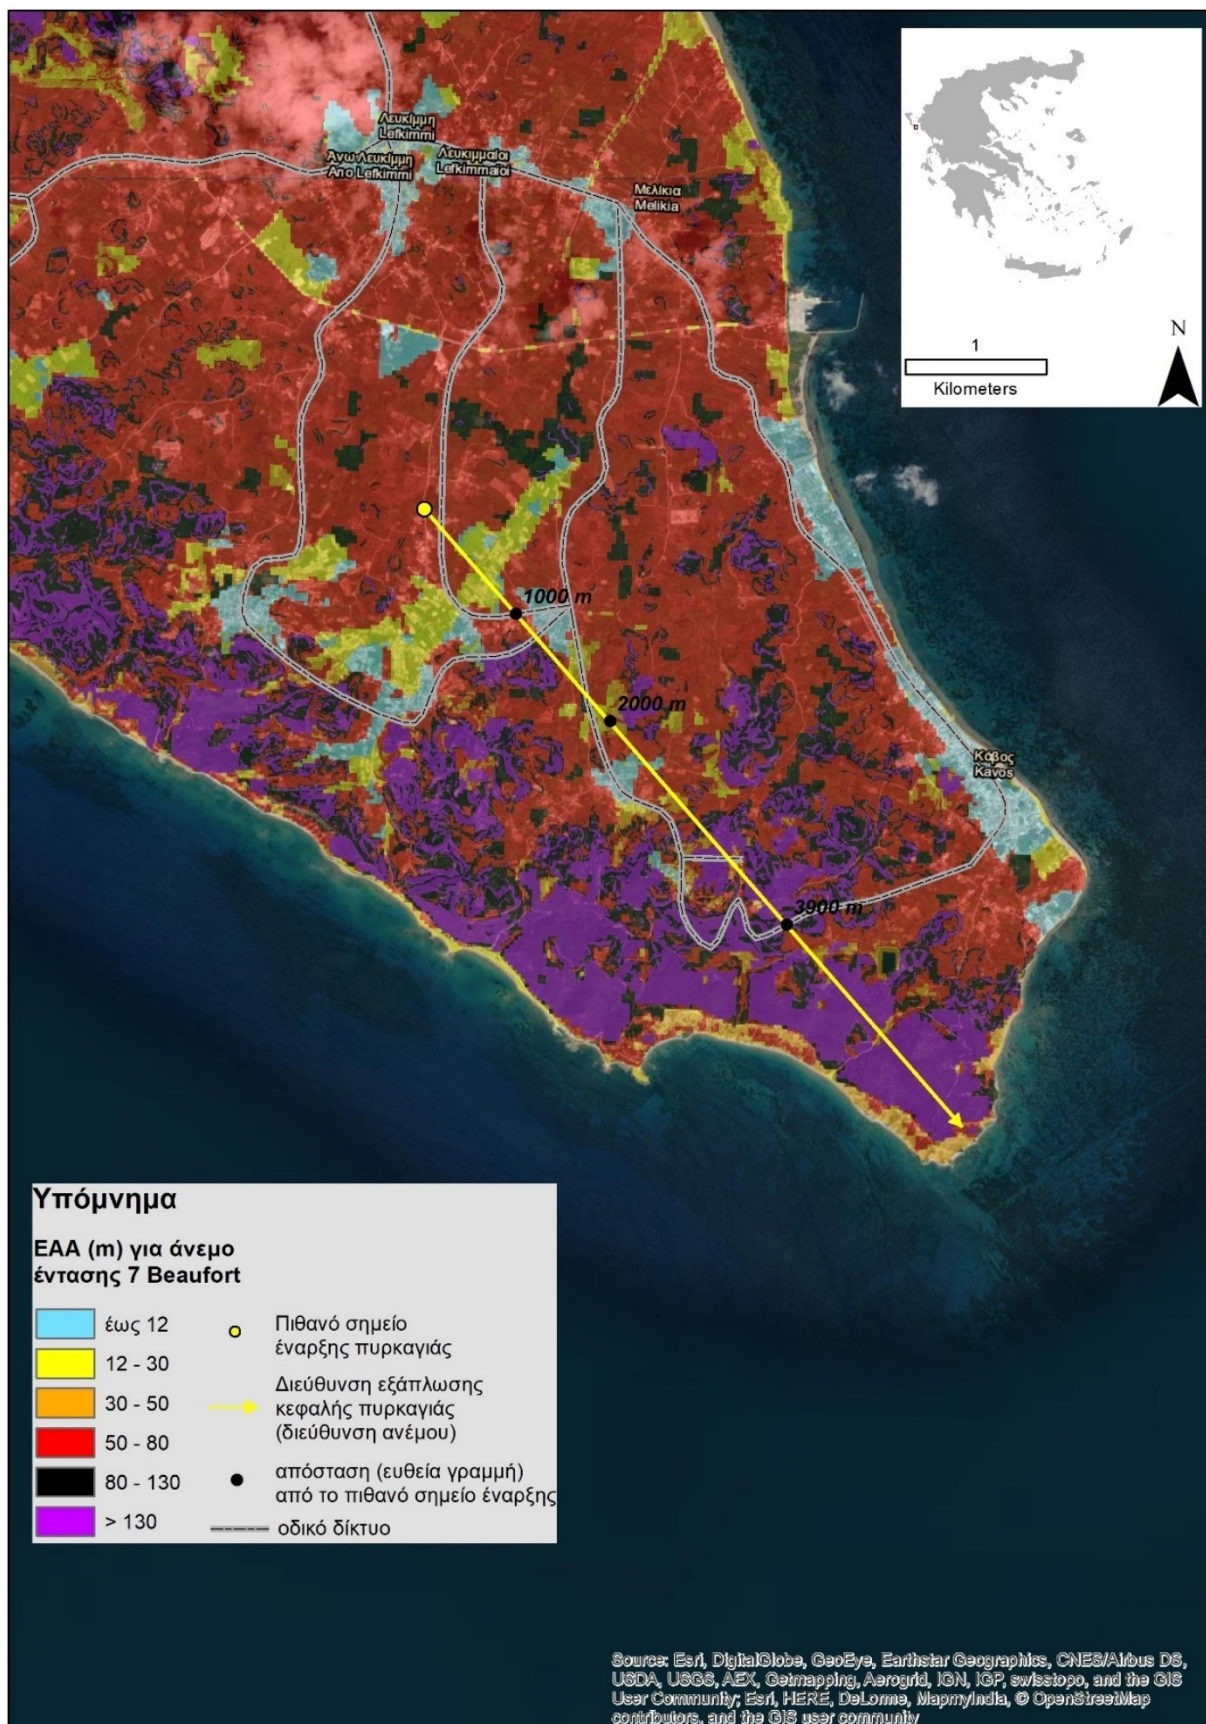 Λευκίμμη
Lefkimmi
Άνω Λευκίμμη
Ano Lefkimmi
Λευκιμμαίοι
Lefkimmaioi
Μελίκια
Melikia
N
1
Kilometers
1000 m
2000 m
Κάβος
Kavos
3900 m
Υπόμνημα
ΕΑΑ (m) για άνεμο
έντασης 7 Beaufort
έως 12
12 - 30
30 - 50
50 - 80
80 - 130
> 130
Πιθανό σημείο
έναρξης πυρκαγιάς
Διεύθυνση εξάπλωσης
κεφαλής πυρκαγιάς
(διεύθυνση ανέμου)
απόσταση (ευθεία γραμμή)
από το πιθανό σημείο έναρξης
οδικό δίκτυο
Source: Esri, DigitalGlobe, GeoEye, Earthstar Geographics, CNES/Airbus DS,
USDA, USGS, AEX, Getmapping, Aerogrid, IGN, IGP, swisstopo, and the GIS
User Community; Esri, HERE, DeLorme, MapmyIndia, © OpenStreetMap
contributors, and the GIS user community